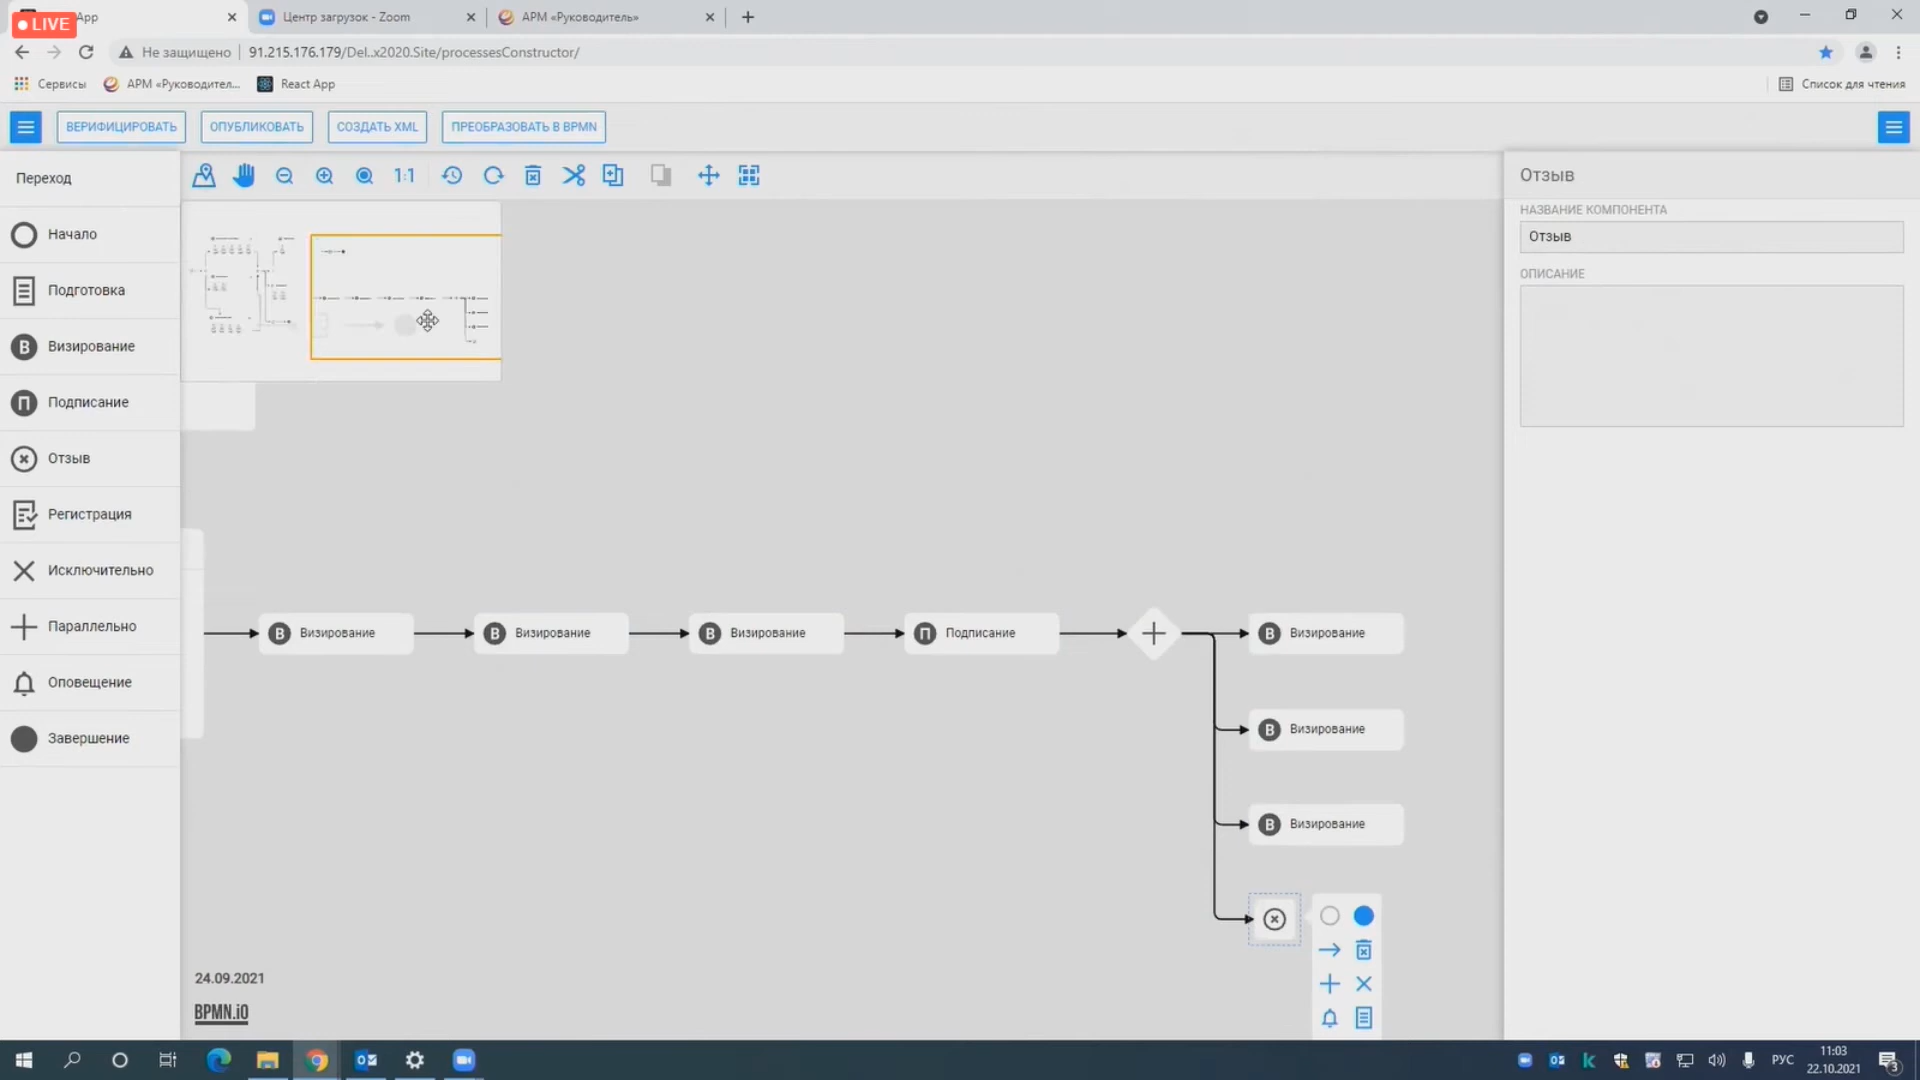 LIVE
App
Центр загрузок - Zoom
АРМ «Руководитель»
Не защищено
91.215.176.179/Del..x2020.Site/processesConstructor/
Сервисы
АРМ «Руководител...
React App
Список для чтения
ВЕРИФИЦИРОВАТЬ
ОПУБЛИКОВАТЬ
СОЗДАТЬ XML
ПРЕОБРАЗОВАТЬ В BPMN
Переход
1:1
Отзыв
НАЗВАНИЕ КОМПОНЕНТА
Отзыв
ОПИСАНИЕ
Начало
Подготовка
В Визирование
П Подписание
Отзыв
Регистрация
Исключительно
Параллельно
Оповещение
Завершение
В Визирование
В Визирование
В Визирование
П Подписание
В Визирование
В Визирование
В Визирование
24.09.2021
BPMN.iO
РУС
11:03
22.10.2021
3